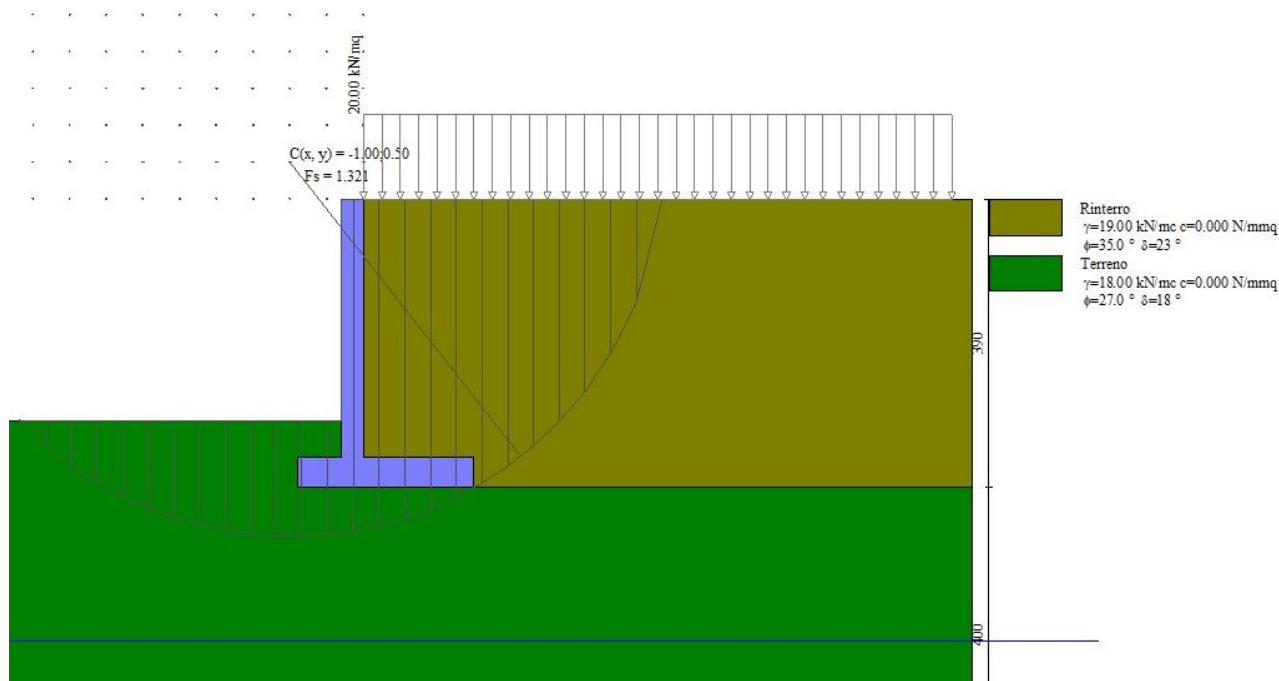 20.00 kN/mq
C(x, y) = -1.00;0.50
Fs = 1.321
Rinterro
γ=19.00 kN/mc c=0.000 N/mmq
ϕ=35.0 ° δ=23 °
Terreno
γ=18.00 kN/mc c=0.000 N/mmq
ϕ=27.0 ° δ=18 °
390
400